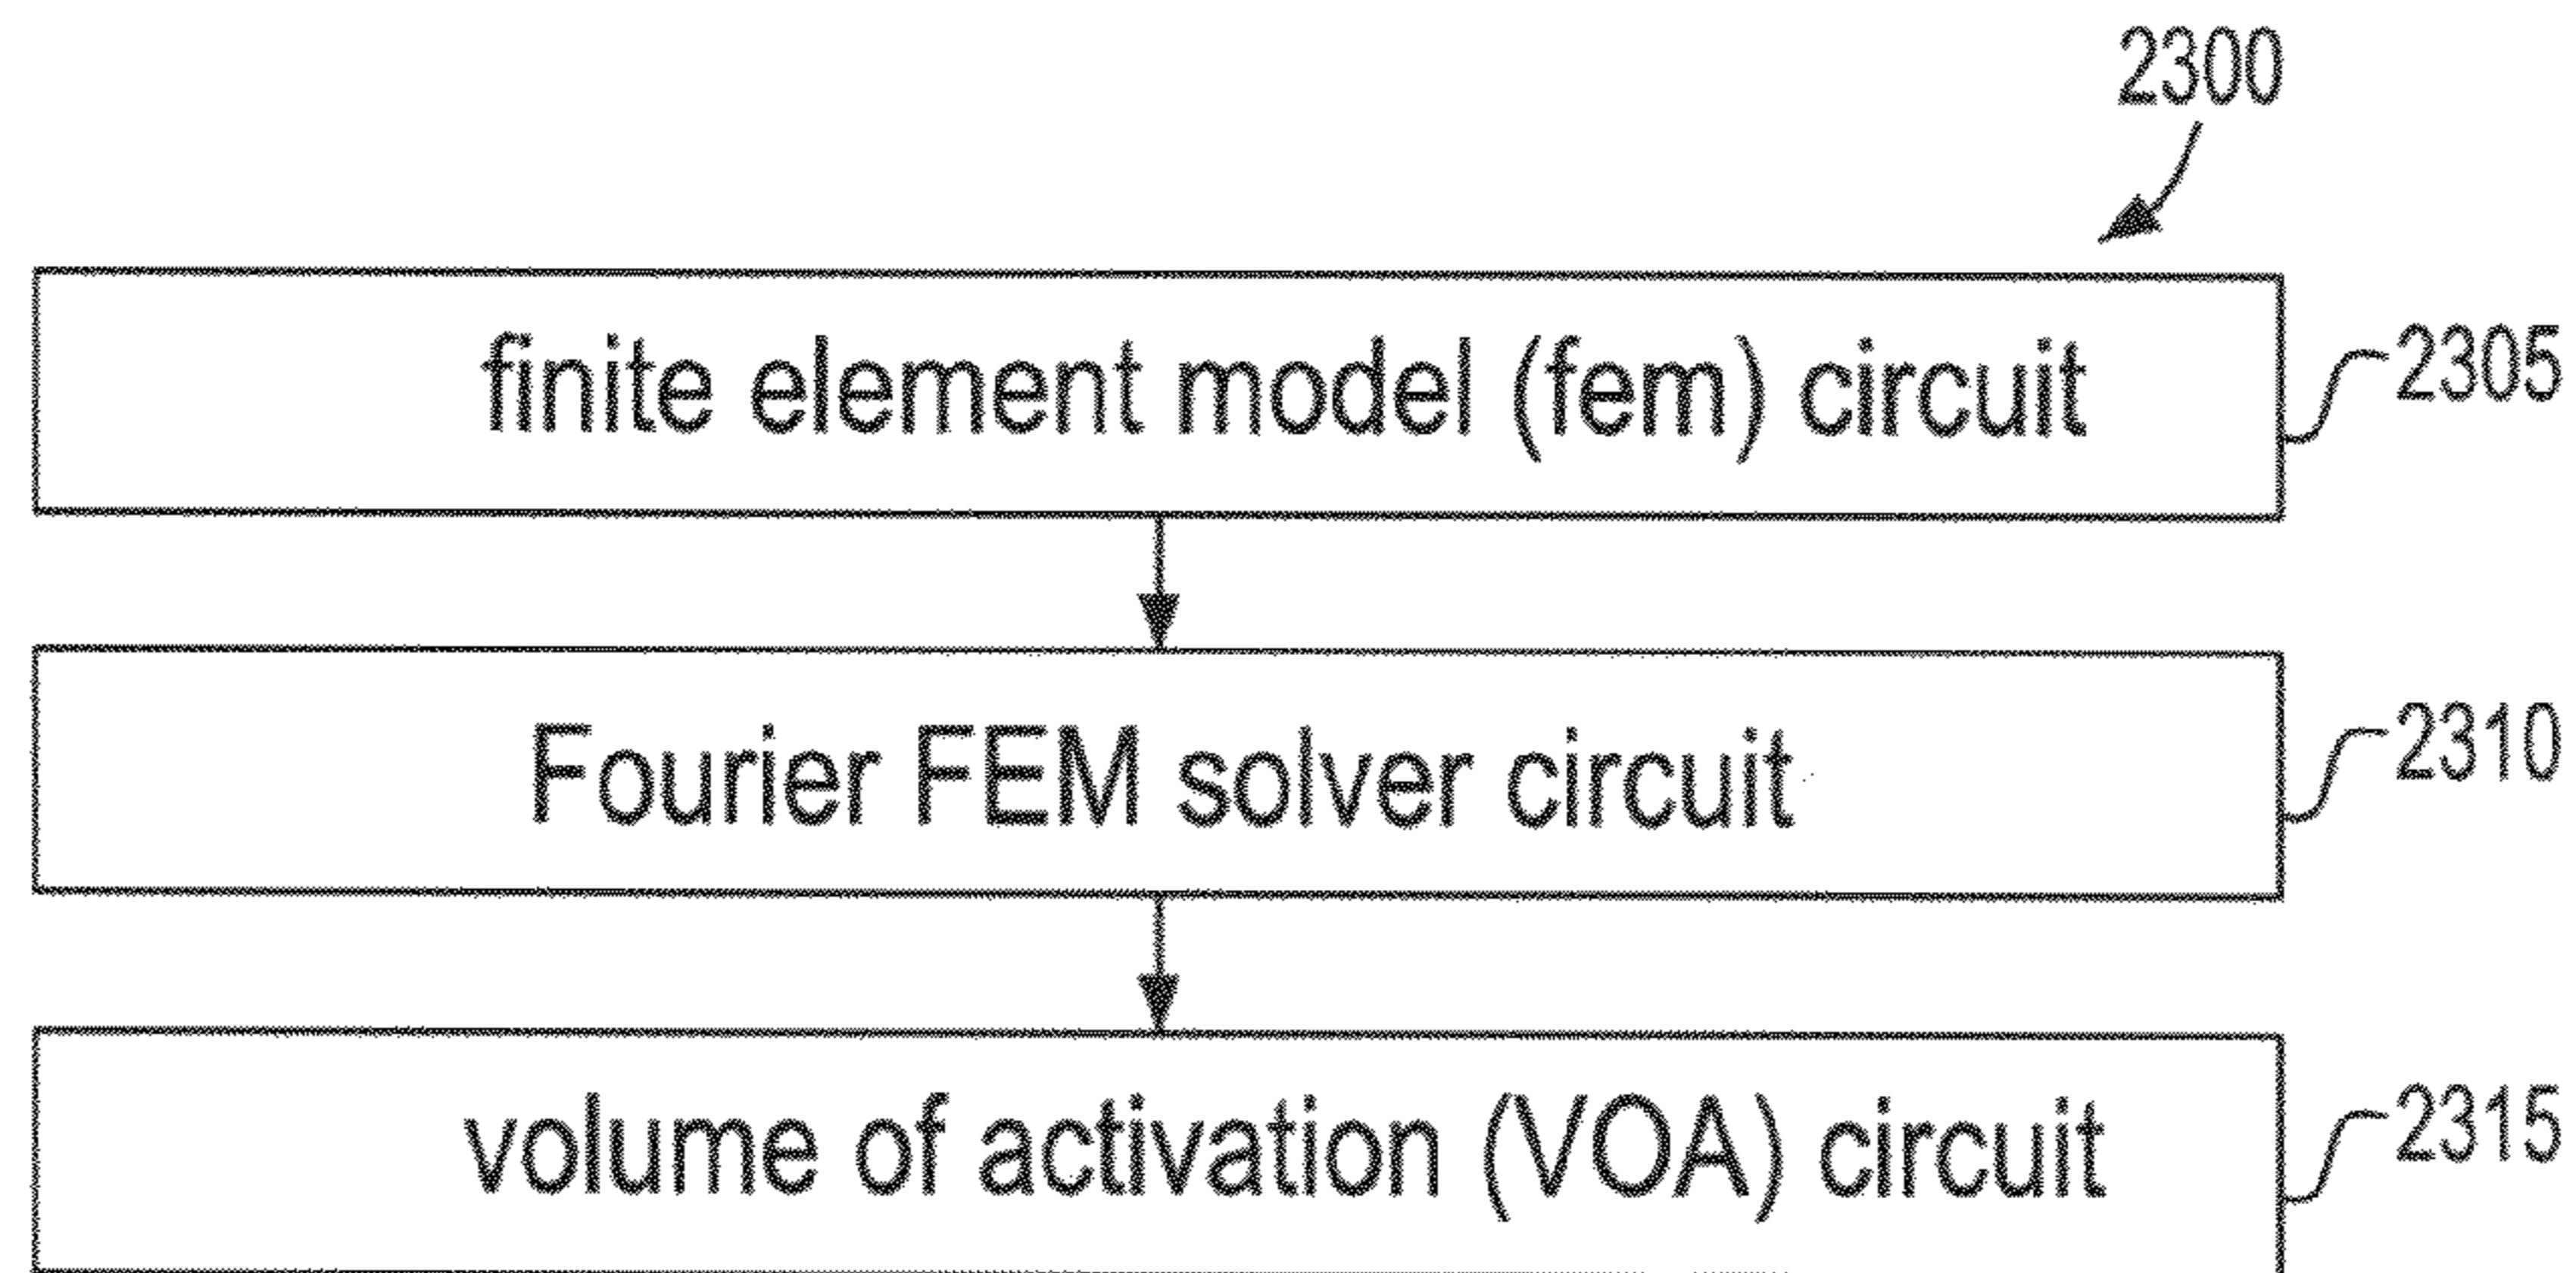 2300
finite element model (fem) circuit
2305
Fourier FEM solver circuit
2310
volume of activation (VOA) circuit
2315